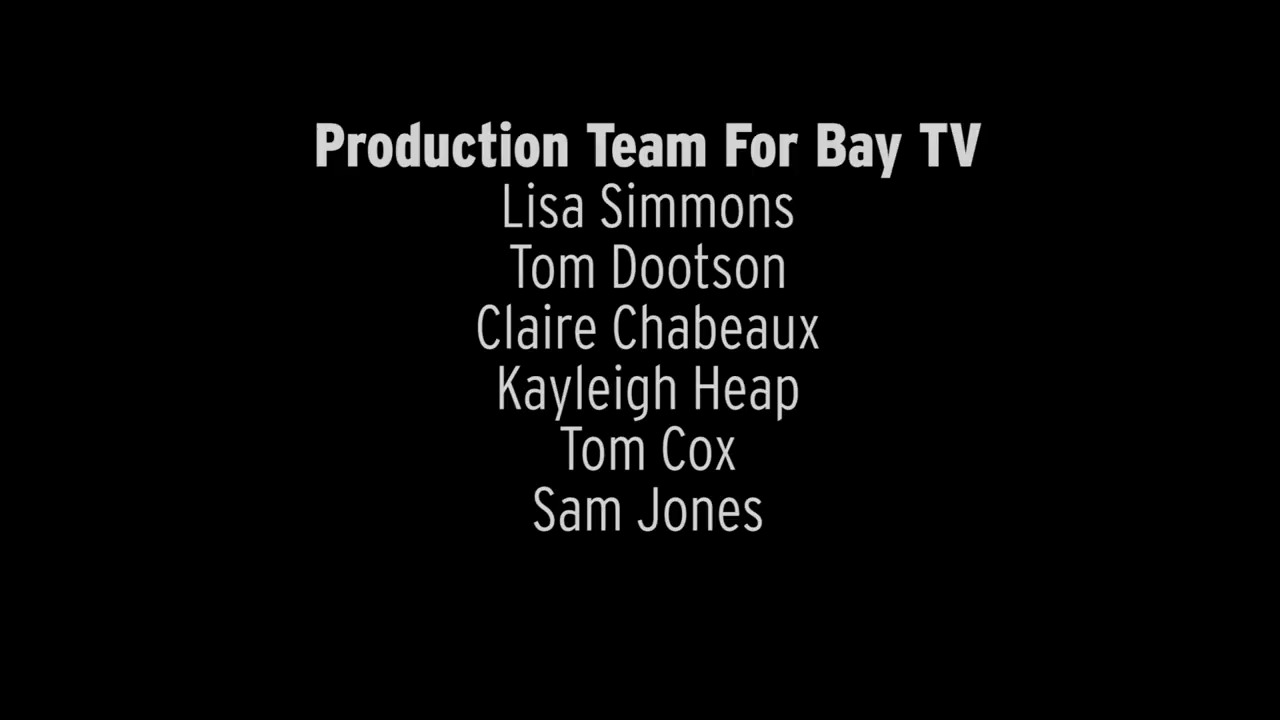 Production Team For Bay TV
Lisa Simmons
Tom Dootson
Claire Chabeaux
Kayleigh Heap
Tom Cox
Sam Jones